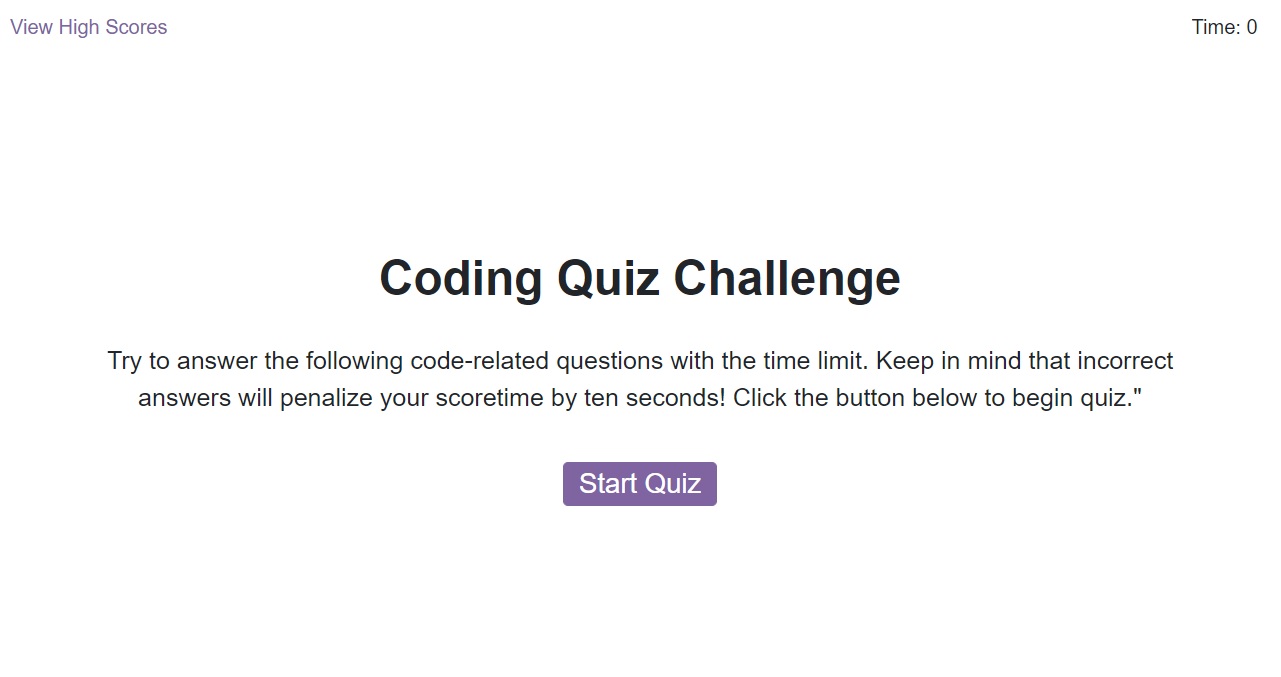 View High Scores
Time: 0
Coding Quiz Challenge
Try to answer the following code-related questions with the time limit. Keep in mind that incorrect
answers will penalize your scoretime by ten seconds! Click the button below to begin quiz."
Start Quiz